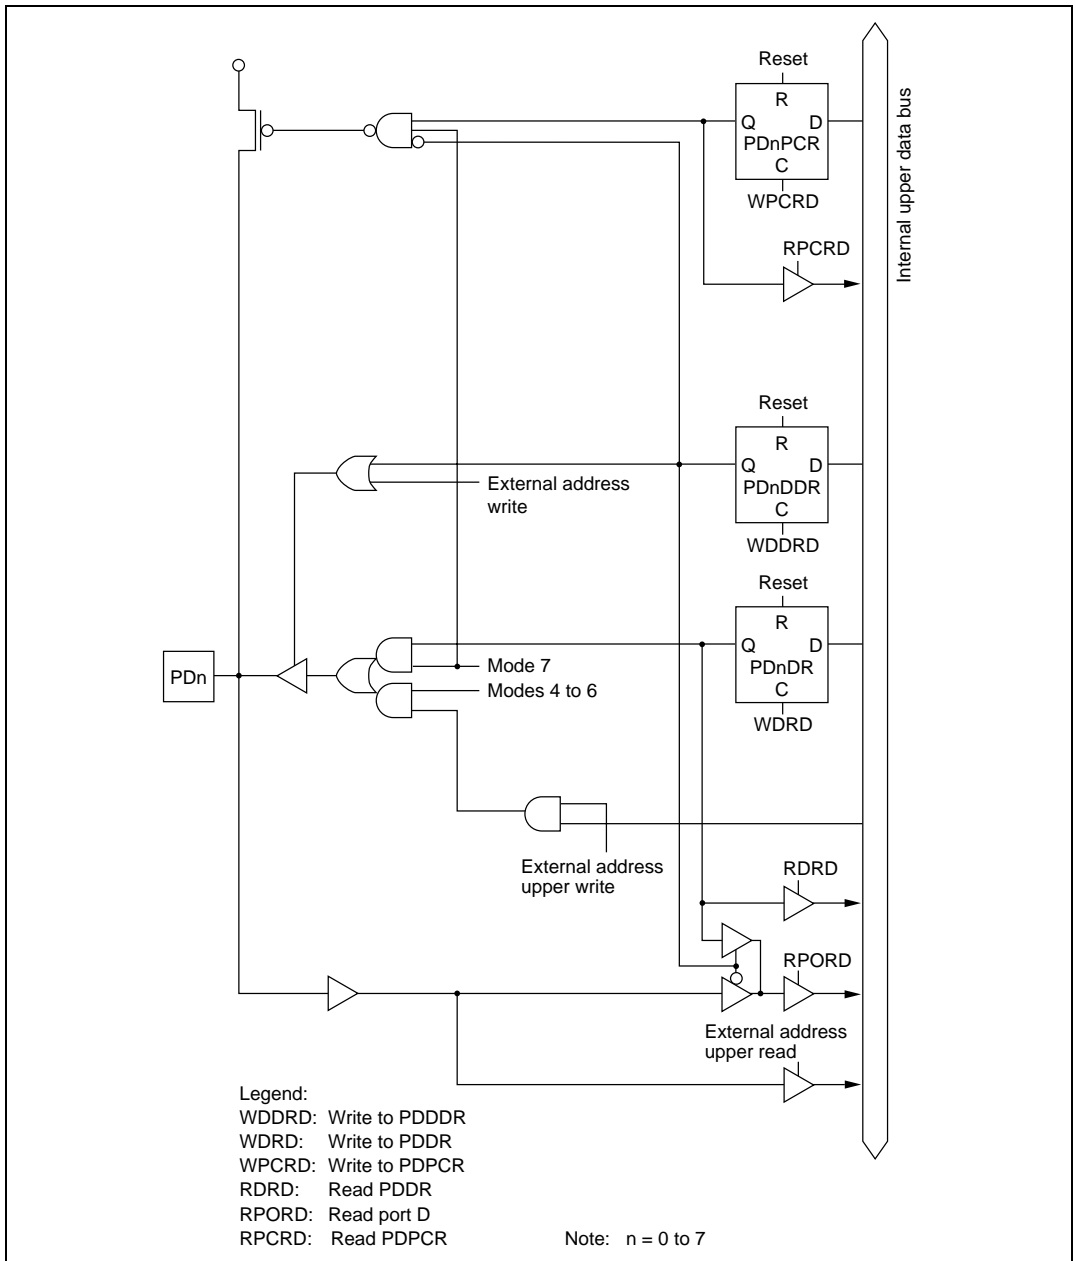 Reset
R
Q D
PDnPCR
C
WPCRD
Internal upper data bus
RPCRD
Reset
R
Q D
PDnDDR
C
WDDRD
External address
write
Reset
R
Q D
PDnDR
C
WDRD
PDn
Mode 7
Modes 4 to 6
External address
upper write
RDRD
RPORD
External address
upper read
Legend:
WDDRD: Write to PDDDR
WDRD: Write to PDDR
WPCRD: Write to PDPCR
RDRD: Read PDDR
RPORD: Read port D
RPCRD: Read PDPCR
Note: n = 0 to 7